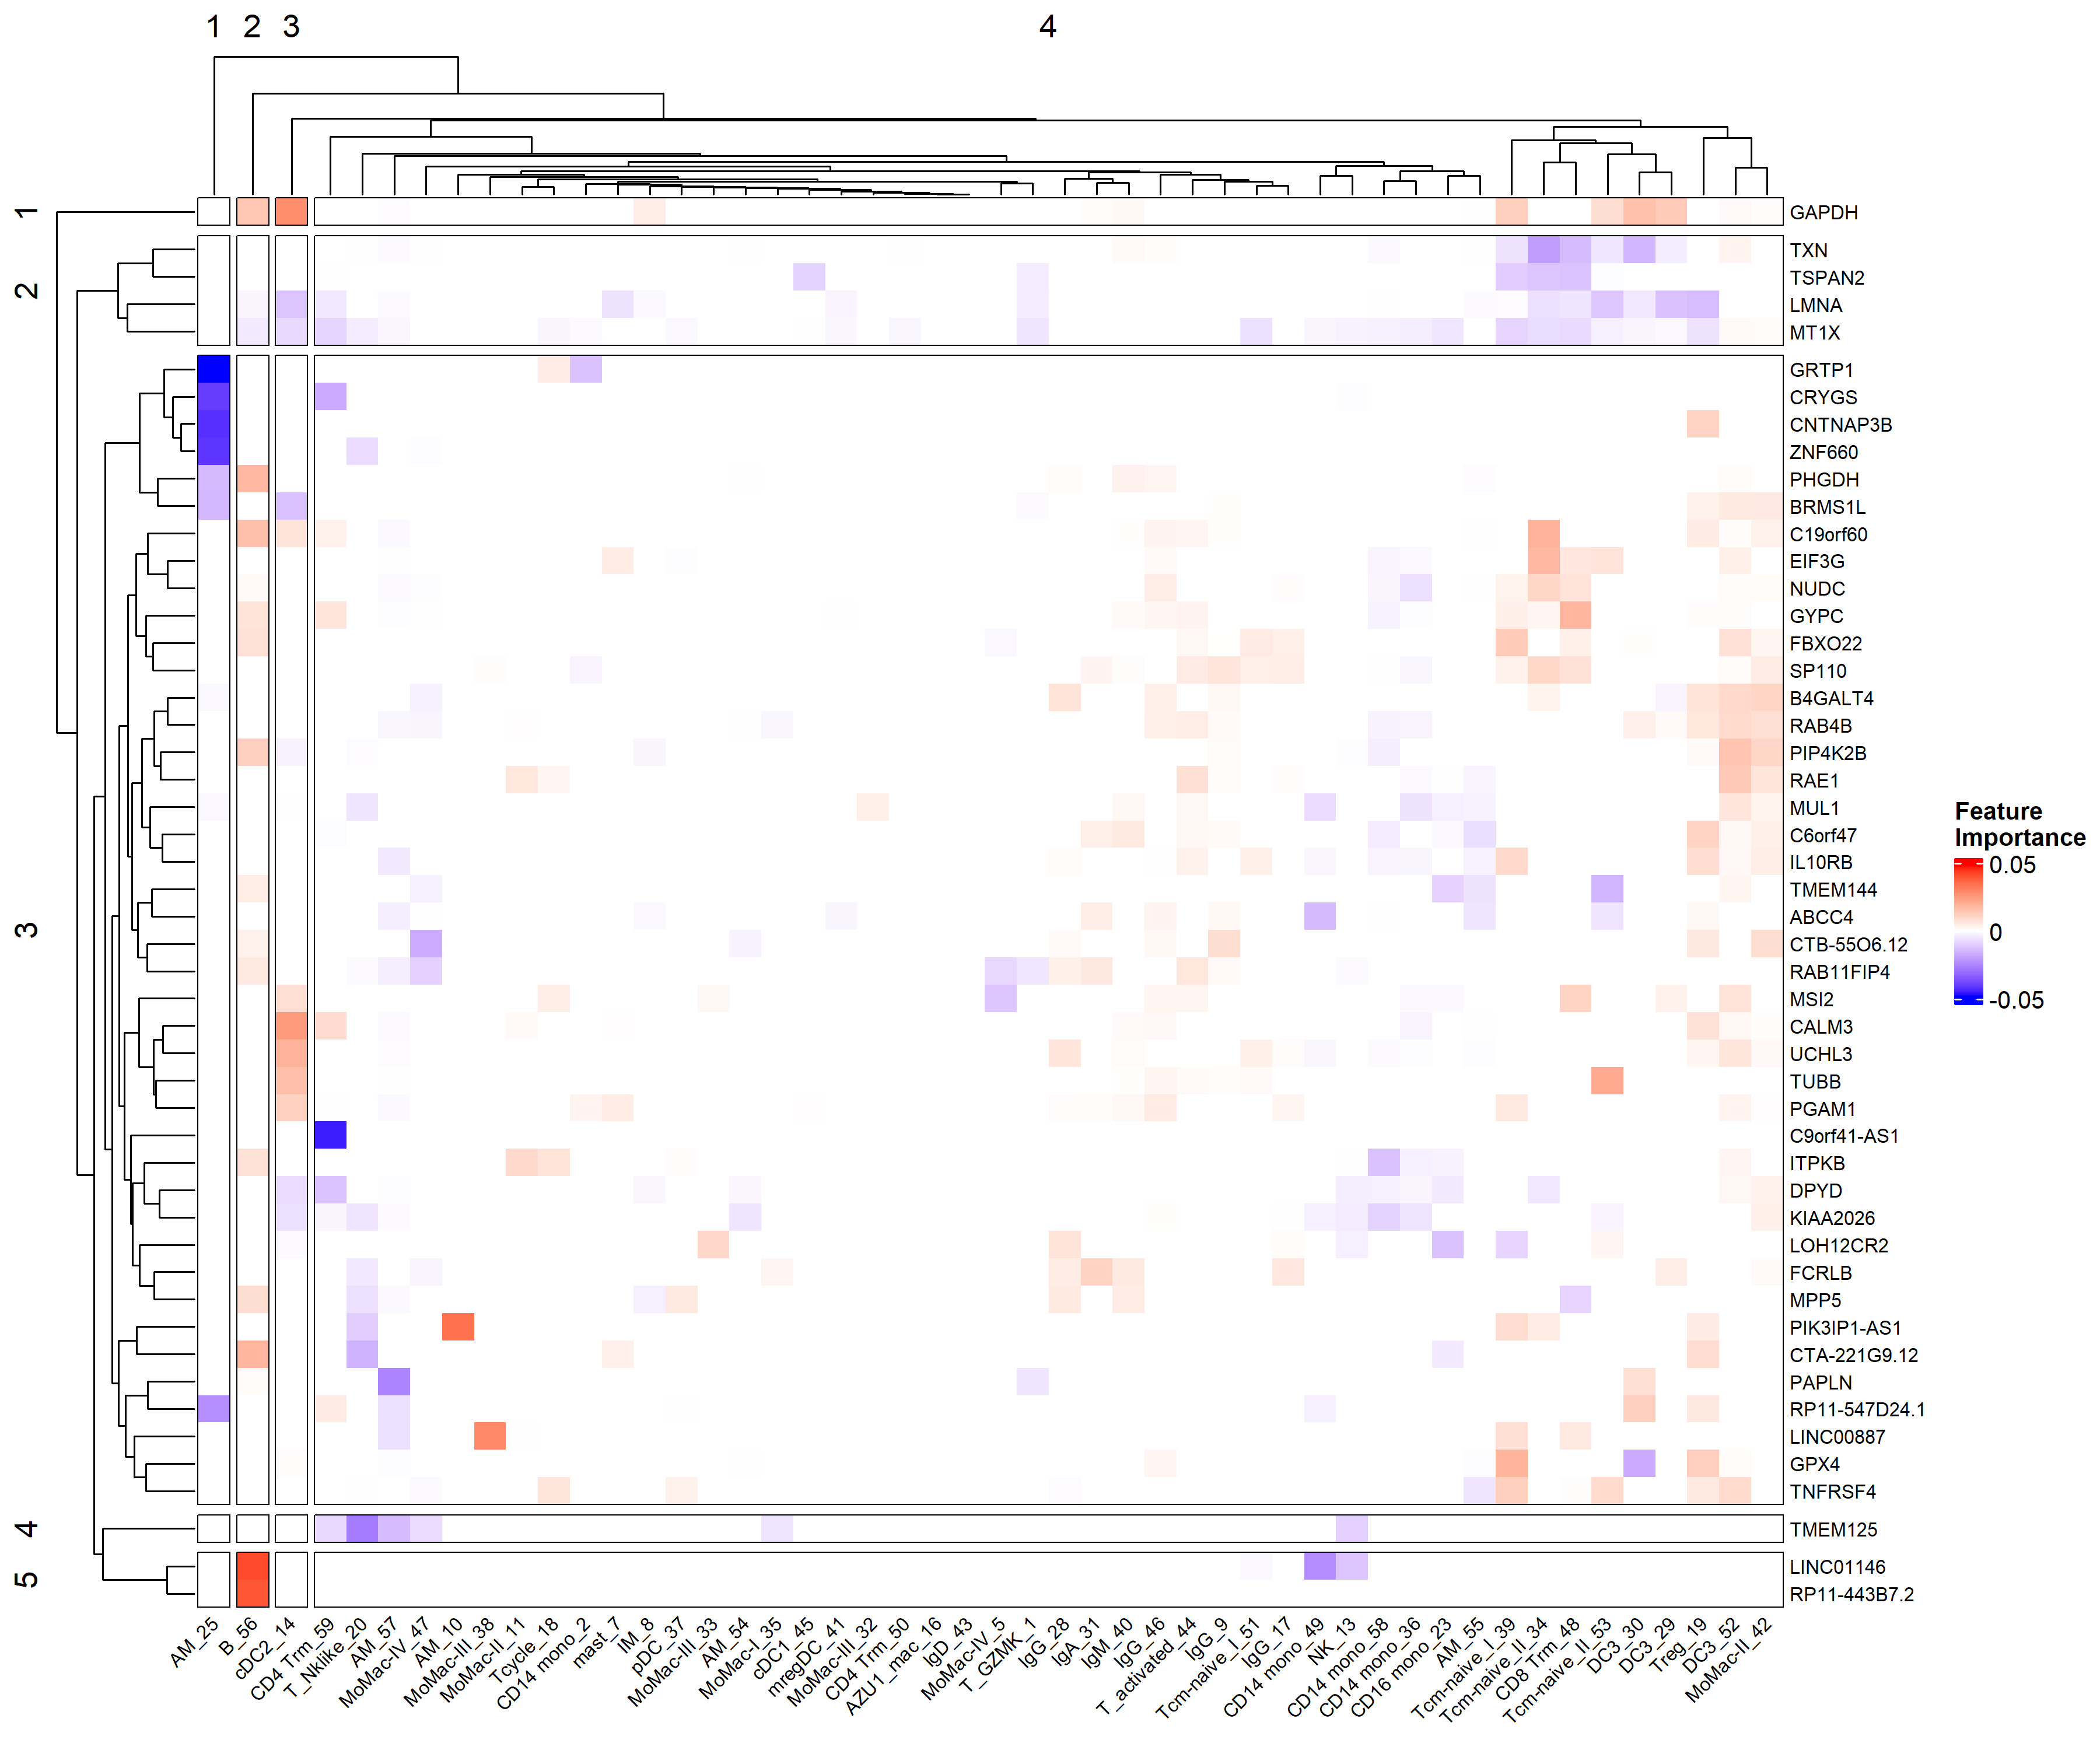 1 2 3 4
1
2
3
4
5
GAPDH
TXN
TSPAN2
LMNA
MT1X
GRTP1
CRYGS
CNTNAP3B
ZNF660
PHGDH
BRMS1L
C19orf60
EIF3G
NUDC
GYPC
FBXO22
SP110
B4GALT4
RAB4B
PIP4K2B
RAE1
MUL1
C6orf47
IL10RB
TMEM144
ABCC4
CTB-55O6.12
RAB11FIP4
MSI2
CALM3
UCHL3
TUBB
PGAM1
C9orf41-AS1
ITPKB
DPYD
KIAA2026
LOH12CR2
FCRLB
MPP5
PIK3IP1-AS1
CTA-221G9.12
PAPLN
RP11-547D24.1
LINC00887
GPX4
TNFRSF4
TMEM125
LINC01146
RP11-443B7.2
AM_25
B_56
cDC2_14
CD4 Trm_59
T_Nklike_20
AM_57
MoMac-IV_47
AM_10
MoMac-III_38
MoMac-II_11
Tcycle_18
CD14 mono_2
mast_7
IM_8
pDC_37
MoMac-III_33
AM_54
MoMac-I_35
cDC1_45
mregDC_41
MoMac-III_32
CD4 Trm_50
AZU1_mac_16
IgD_43
MoMac-IV_5
T_GZMK_1
IgG_28
IgA_31
IgM_40
IgG_46
T_activated_44
IgG_9
Tcm-naive_I_51
IgG_17
CD14 mono_49
NK_13
CD14 mono_58
CD14 mono_36
CD16 mono_23
AM_55
Tcm-naive_I_39
Tcm-naive_II_34
CD8 Trm_48
Tcm-naive_II_53
DC3_30
DC3_29
Treg_19
DC3_52
MoMac-II_42
Feature
Importance
0.05
0
-0.05